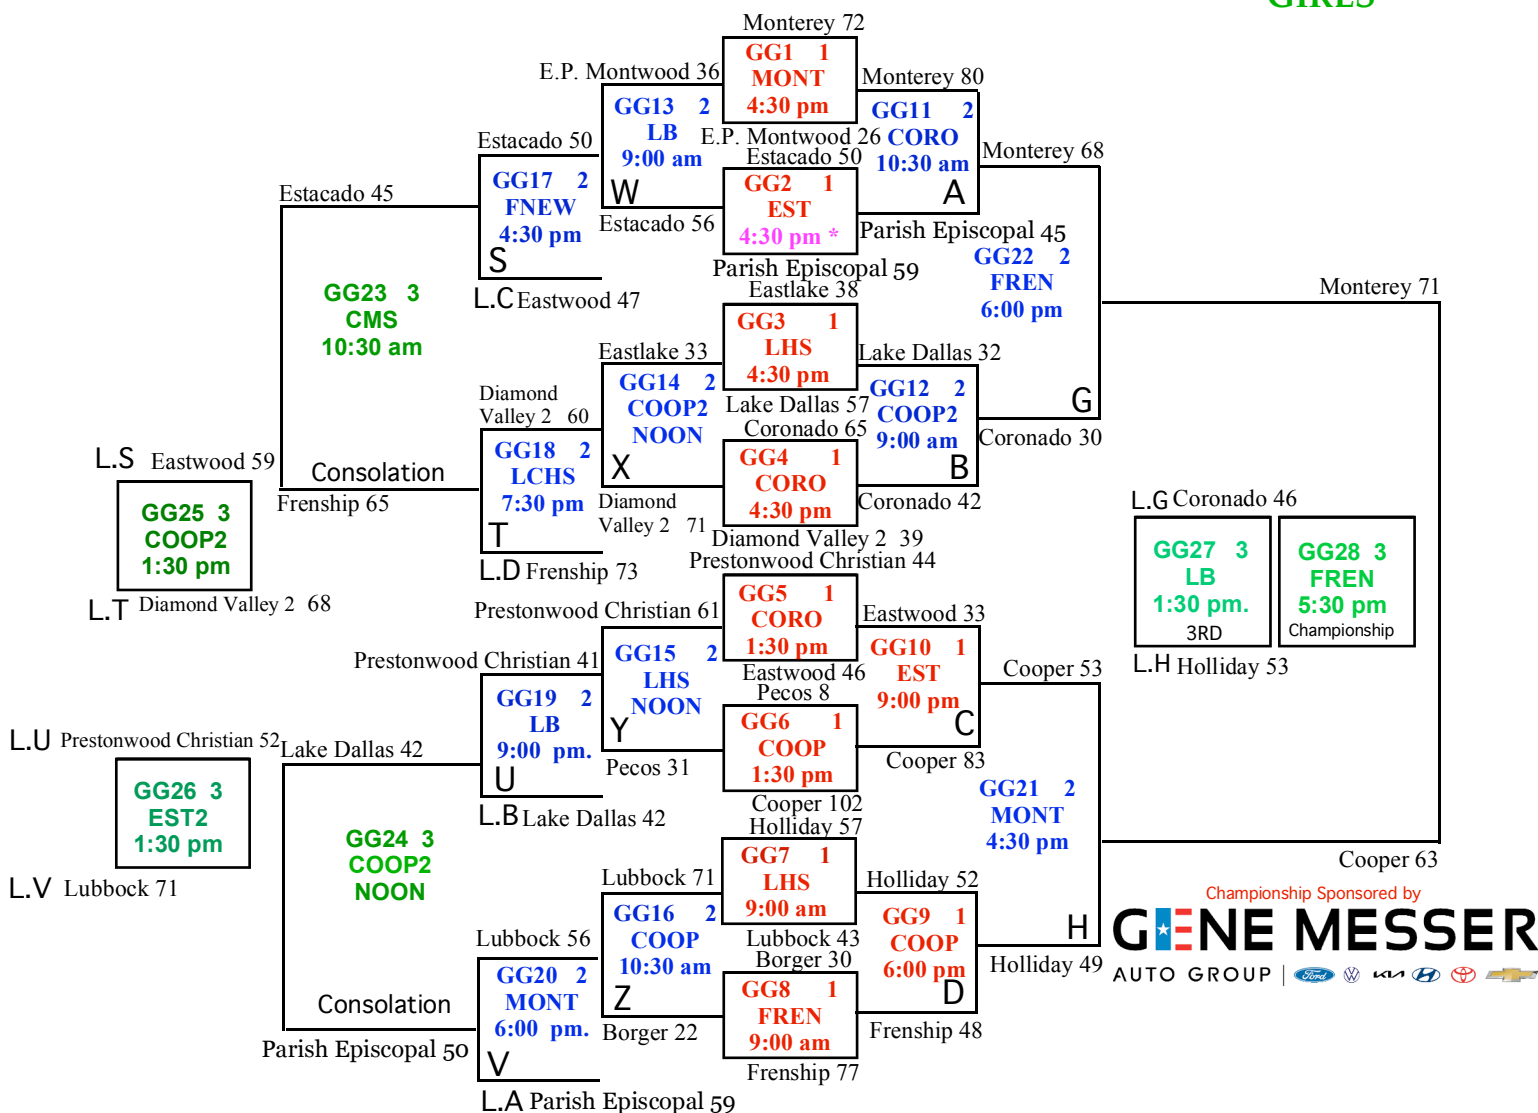 GIRLS
Monterey 72
GG1 1
MONT
4:30 pm
E.P. Montwood 36
Monterey 80
GG13 2
LB
9:00 am
W
GG11 2
CORO
10:30 am
A
E.P. Montwood 26
Estacado 50
Estacado 50
Monterey 68
GG2 1
EST
4:30 pm *
GG17 2
FNEW
4:30 pm
S
Estacado 45
Estacado 56
Parish Episcopal 45
Parish Episcopal 59
GG22 2
FREN
6:00 pm
G
L.C Eastwood 47
Eastlake 38
Monterey 71
GG23 3
CMS
10:30 am
GG3 1
LHS
4:30 pm
Eastlake 33
Lake Dallas 32
GG14 2
COOP2
NOON
X
GG12 2
COOP2
9:00 am
B
Diamond
Valley 2 60
Lake Dallas 57
Coronado 65
Coronado 30
GG4 1
CORO
4:30 pm
GG18 2
LCHS
7:30 pm
T
L.S Eastwood 59
Consolation
Frenship 65
Diamond
Valley 2 71
Coronado 42
GG25 3
COOP2
1:30 pm
L.G Coronado 46
Diamond Valley 2 39
Prestonwood Christian 44
L.D Frenship 73
GG27 3
LB
1:30 pm.
3RD
GG28 3
FREN
5:30 pm
Championship
L.T Diamond Valley 2 68
GG5 1
CORO
1:30 pm
Prestonwood Christian 61
Eastwood 33
GG15 2
LHS
NOON
Y
GG10 1
EST
9:00 pm
C
Prestonwood Christian 41
Eastwood 46
Pecos 8
Cooper 53
L.H Holliday 53
GG19 2
LB
9:00 pm.
U
GG6 1
COOP
1:30 pm
L.U Prestonwood Christian 52
Lake Dallas 42
Pecos 31
Cooper 83
GG26 3
EST2
1:30 pm
GG21 2
MONT
4:30 pm
H
L.B Lake Dallas 42
Cooper 102
Holliday 57
GG24 3
COOP2
NOON
GG7 1
LHS
9:00 am
Cooper 63
L.V Lubbock 71
Lubbock 71
Holliday 52
Championship Sponsored by
GENE MESSER
AUTO GROUP
Ford
KIA
GG16 2
COOP
10:30 am
Z
GG9 1
COOP
6:00 pm
D
Lubbock 56
Lubbock 43
Borger 30
Holliday 49
GG20 2
MONT
6:00 pm.
V
GG8 1
FREN
9:00 am
Consolation
Borger 22
Frenship 48
Parish Episcopal 50
Frenship 77
L.A Parish Episcopal 59